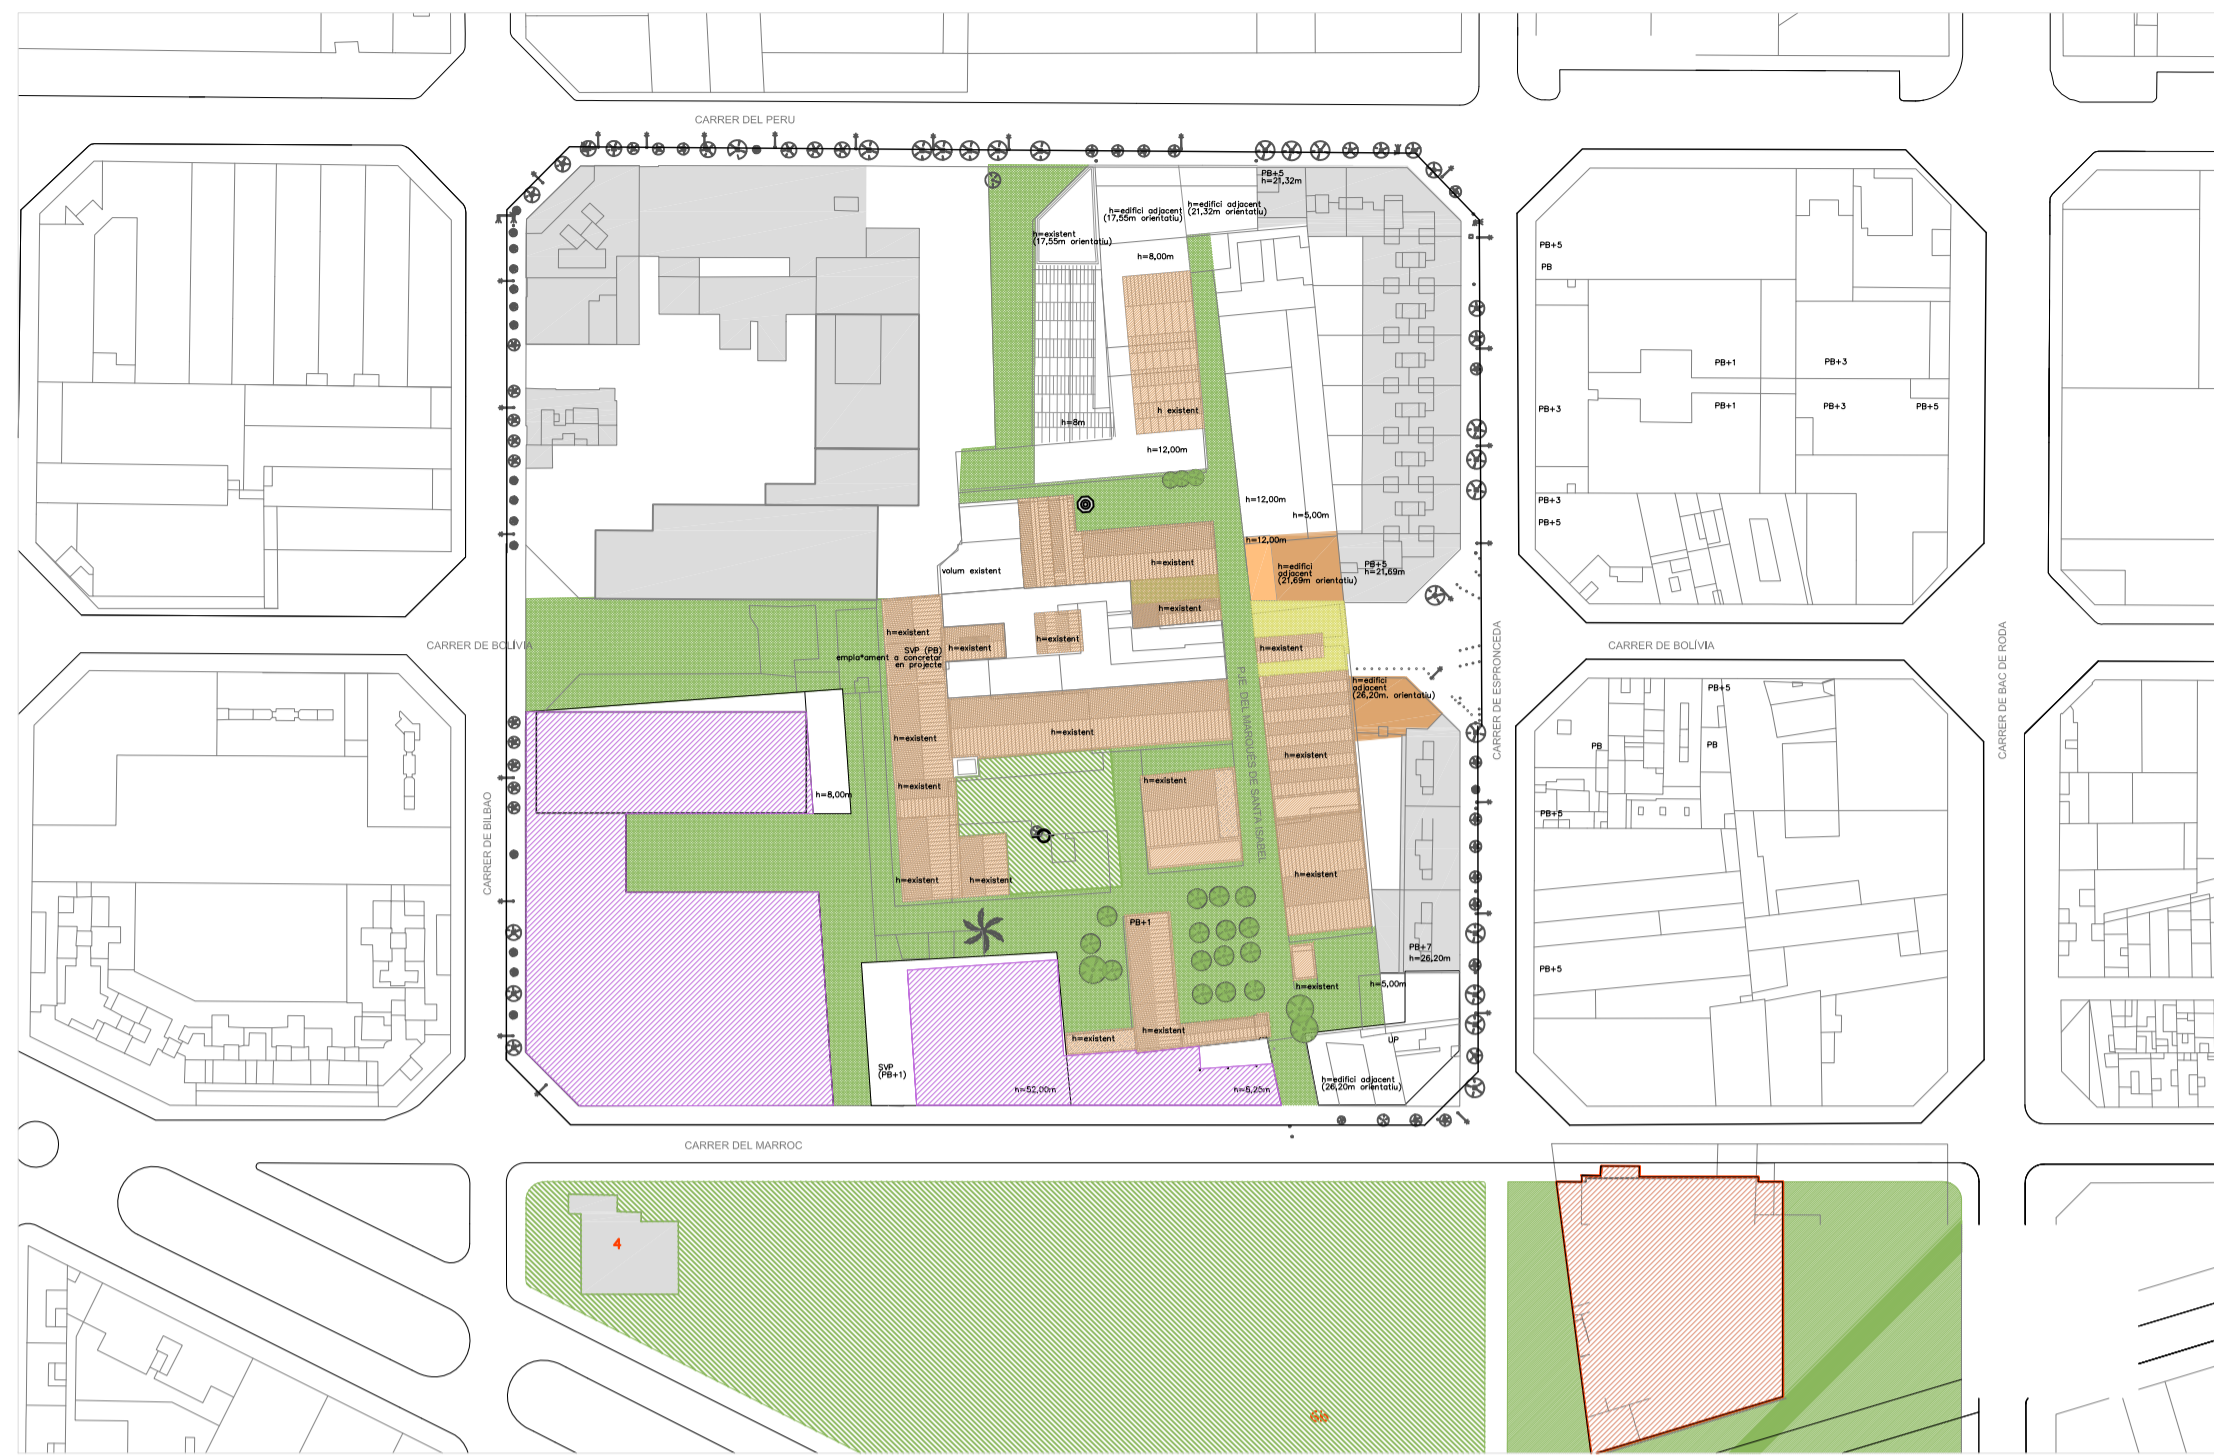 CARRER DEL PERU
PB+5
h=21,32m
h=edifici adjacent
(17,55m orientatiu)
h=edifici adjacent
(21,32m orientatiu)
h=existent
(17,55m orientatiu)
h=8,00m
h existent
h=8m
h=12,00m
h=12,00m
h=5,00m
h=12,00m
h=edifici
adjacent
(21,69m orientatiu)
PB+5
h=21,69m
volum existent
h=existent
h=existent
h=existent
h=existent
h=existent
h=existent
SVP (PB)
empla*ament a concretar
en projecte
h=edifici
adjacent
(26,20m. orientatiu)
h=existent
h=existent
h=existent
h=existent
h=existent
h=8,00m
h=existent
h=existent
h=existent
h=existent
PB+1
PB+7
h=26,20m
h=existent
h=5,00m
h=existent
h=existent
UP
SVP
(PB+1)
h=52,00m
h=edifici adjacent
(26,20m orientatiu)
CARRER DE BOLÍVIA
CARRER DE BILBAO
PJE. DEL MARQUÈS DE SANTA ISABEL
CARRER DE ESPRONCEDA
CARRER DE BOLÍVIA
CARRER DE BAC DE RODA
PB+5
PB
PB+1
PB+3
PB+3
PB+1
PB+3
PB+5
PB+3
PB+5
PB+5
PB
PB
PB+5
PB+5
CARRER DEL MARROC
4